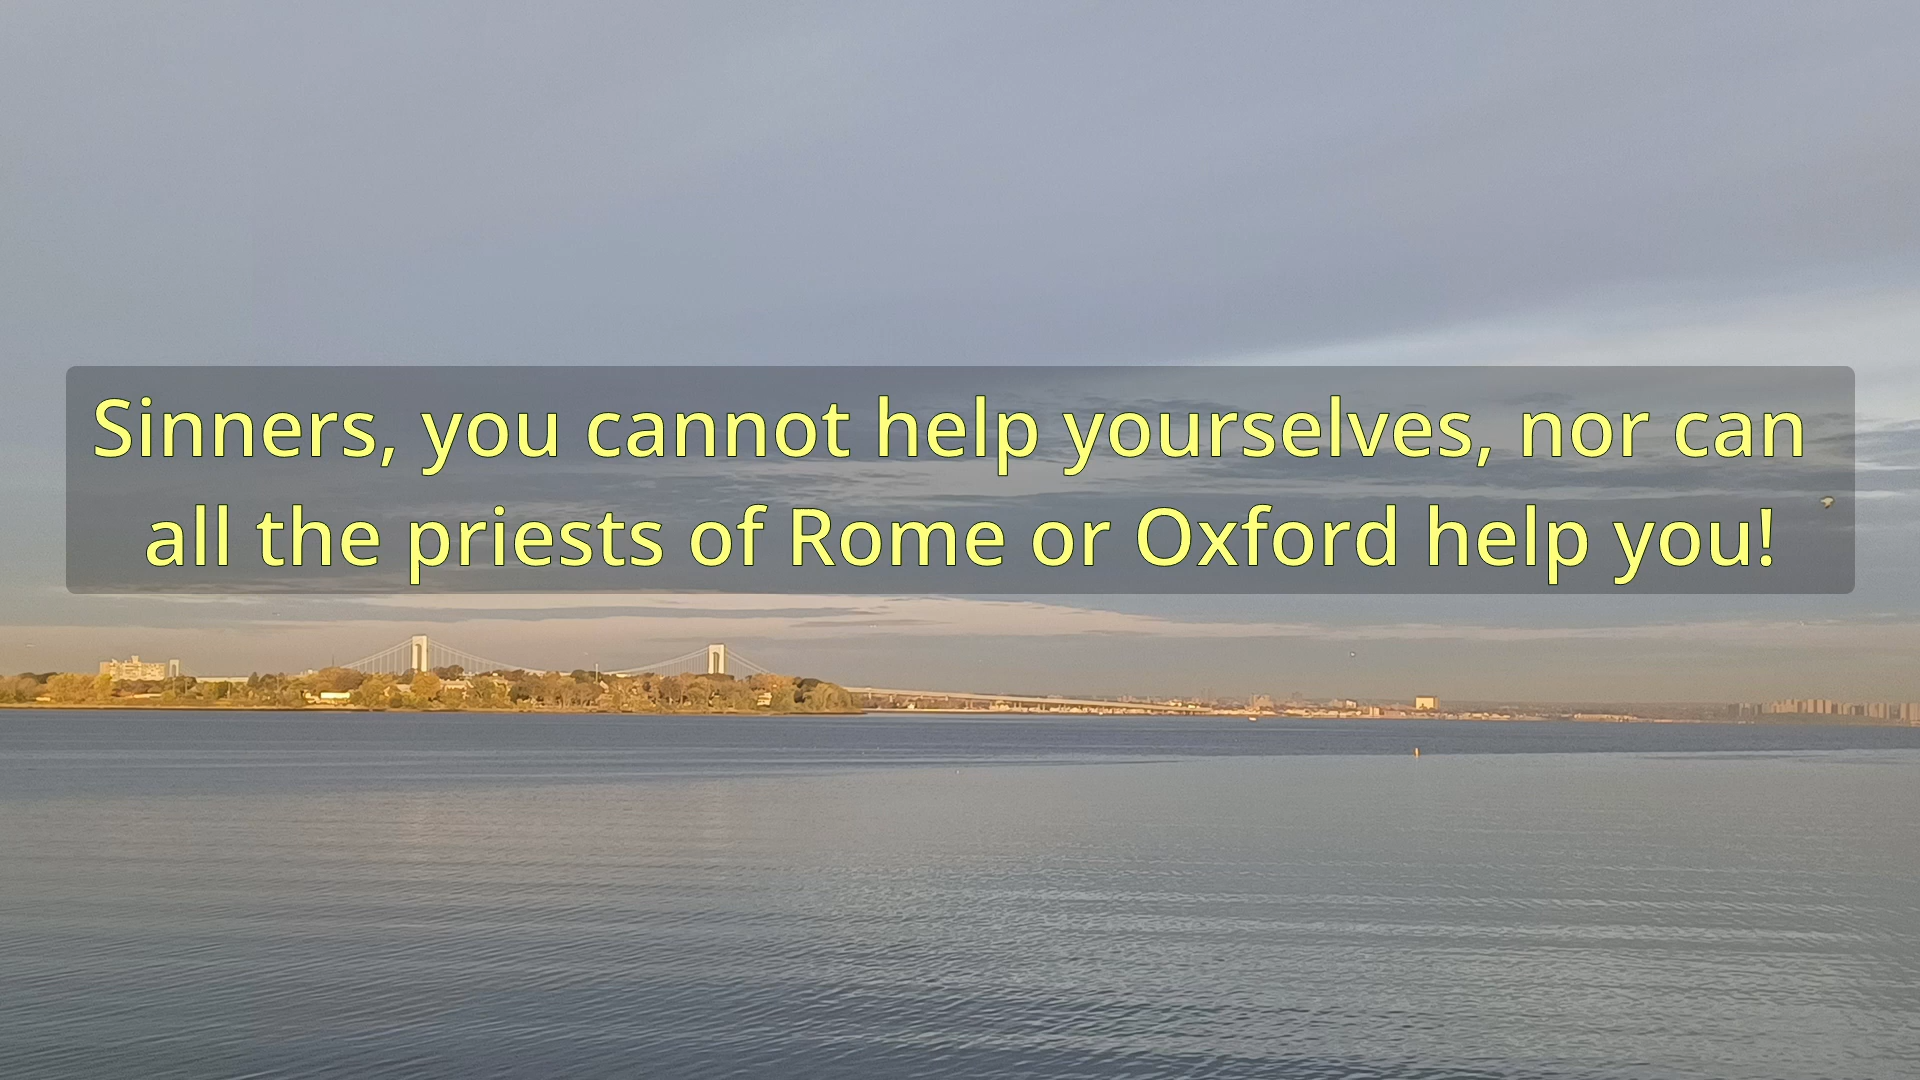 Sinners, you cannot help yourselves, nor can
all the priests of Rome or Oxford help you!